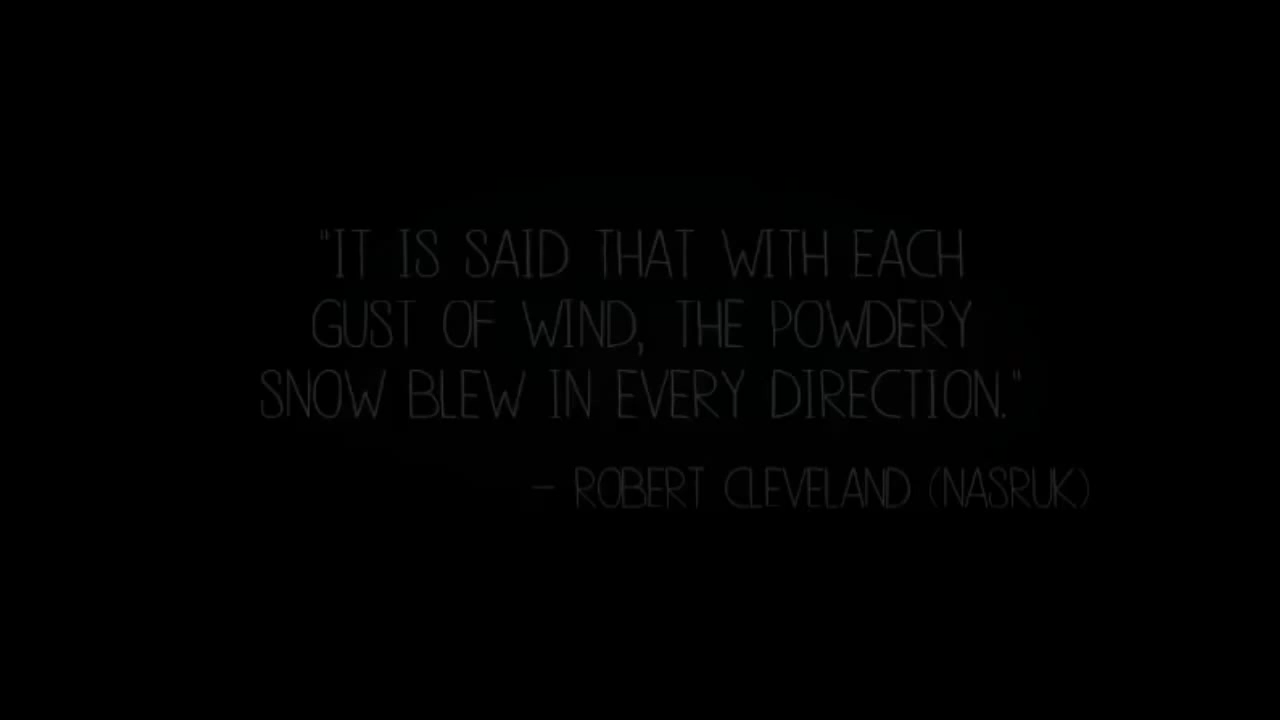 "IT IS SAID THAT WITH EACH
GUST OF WIND, THE POWDERY
SNOW BLEW IN EVERY DIRECTION."
– ROBERT CLEVELAND (NASRUK)